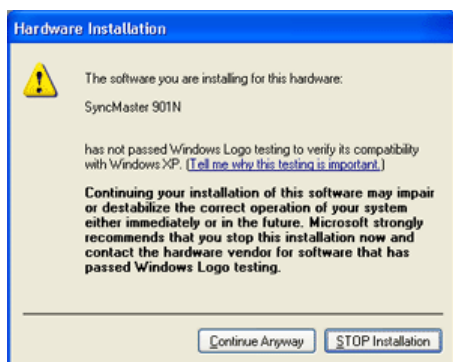 Hardware Installation
The software you are installing for this hardware:
SyncMaster 901N
has not passed Windows Logo testing to verify its compatibility
with Windows XP. (Tell me why this testing is important.)
Continuing your installation of this software may impair
or destabilize the correct operation of your system
either immediately or in the future. Microsoft strongly
recommends that you stop this installation now and
contact the hardware vendor for software that has
passed Windows Logo testing.
Continue Anyway
STOP Installation